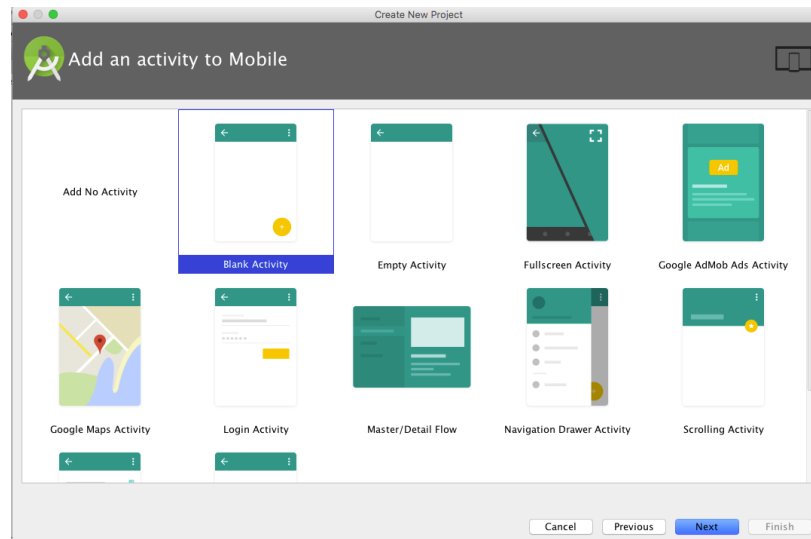 Create New Project
Add an activity to Mobile
Add No Activity
Blank Activity
Empty Activity
Fullscreen Activity
Ad
Google AdMob Ads Activity
Google Maps Activity
Login Activity
Master/Detail Flow
Navigation Drawer Activity
Scrolling Activity
Cancel
Previous
Next
Finish